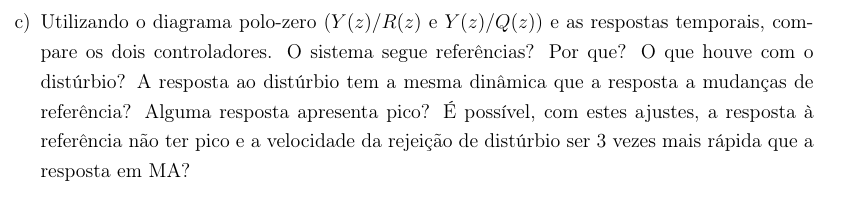 c) Utilizando o diagrama polo-zero (Y(z)/R(z) e Y(z)/Q(z)) e as respostas temporais, com-
pare os dois controladores. O sistema segue referências? Por que? O que houve com o
distúrbio? A resposta ao distúrbio tem a mesma dinâmica que a resposta a mudanças de
referência? Alguma resposta apresenta pico? É possível, com estes ajustes, a resposta à
referência não ter pico e a velocidade da rejeição de distúrbio ser 3 vezes mais rápida que a
resposta em MA?